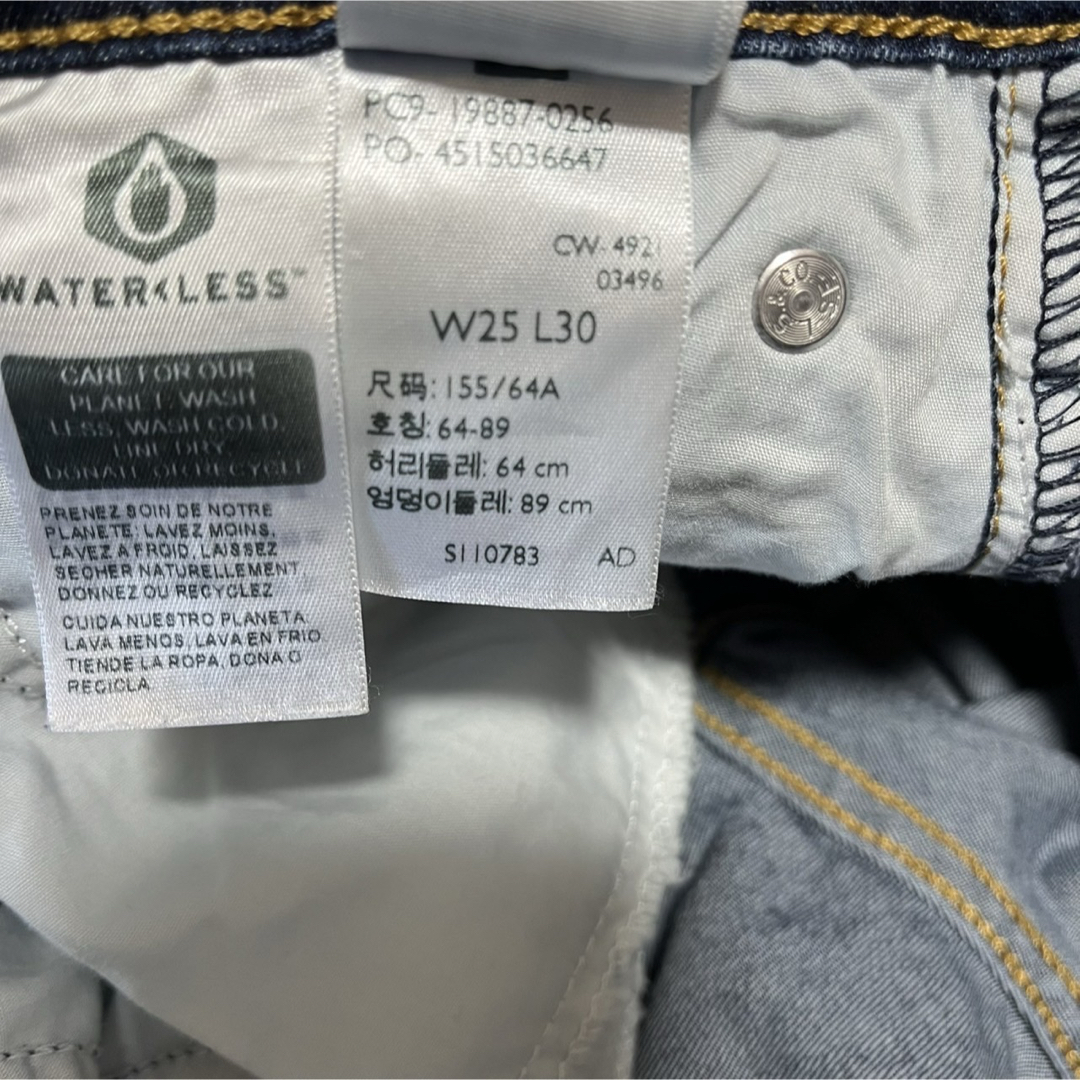 WATER<LESS™
CARE FOR OUR
PLANET, WASH
LESS, WASH COLD,
LINE DRY,
DONATE OR RECYCLE
PRENEZ SOIN DE NOTRE
PLANETE: LAVEZ MOINS,
LAVEZ A FROID, LAISSEZ
SECHER NATURELLEMENT
DONNEZ OU RECYCLEZ
CUIDA NUESTRO PLANETA.
LAVA MENOS, LAVA EN FRIO
TIENDE LA ROPA, DONA O
RECICLA
PC9- 19887-0256
PO- 4515036647
CW- 4921
03496
W25 L30
尺码: 155/64A
호칭: 64-89
허리둘레: 64 cm
엉덩이둘레: 89 cm
S110783 AD
L.S.&CO